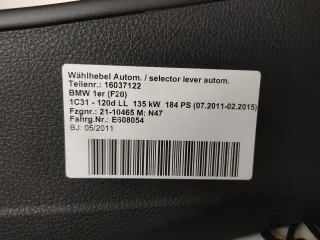 Wählhebel Autom. / selector lever autom.
Teilenr.: 16037122
BMW 1er (F20)
1C31 - 120d LL 135 kW 184 PS (07.2011-02.2015)
Fzgnr.: 21-10465 M: N47
Fahrg.Nr.: E608054
BJ: 05/2011